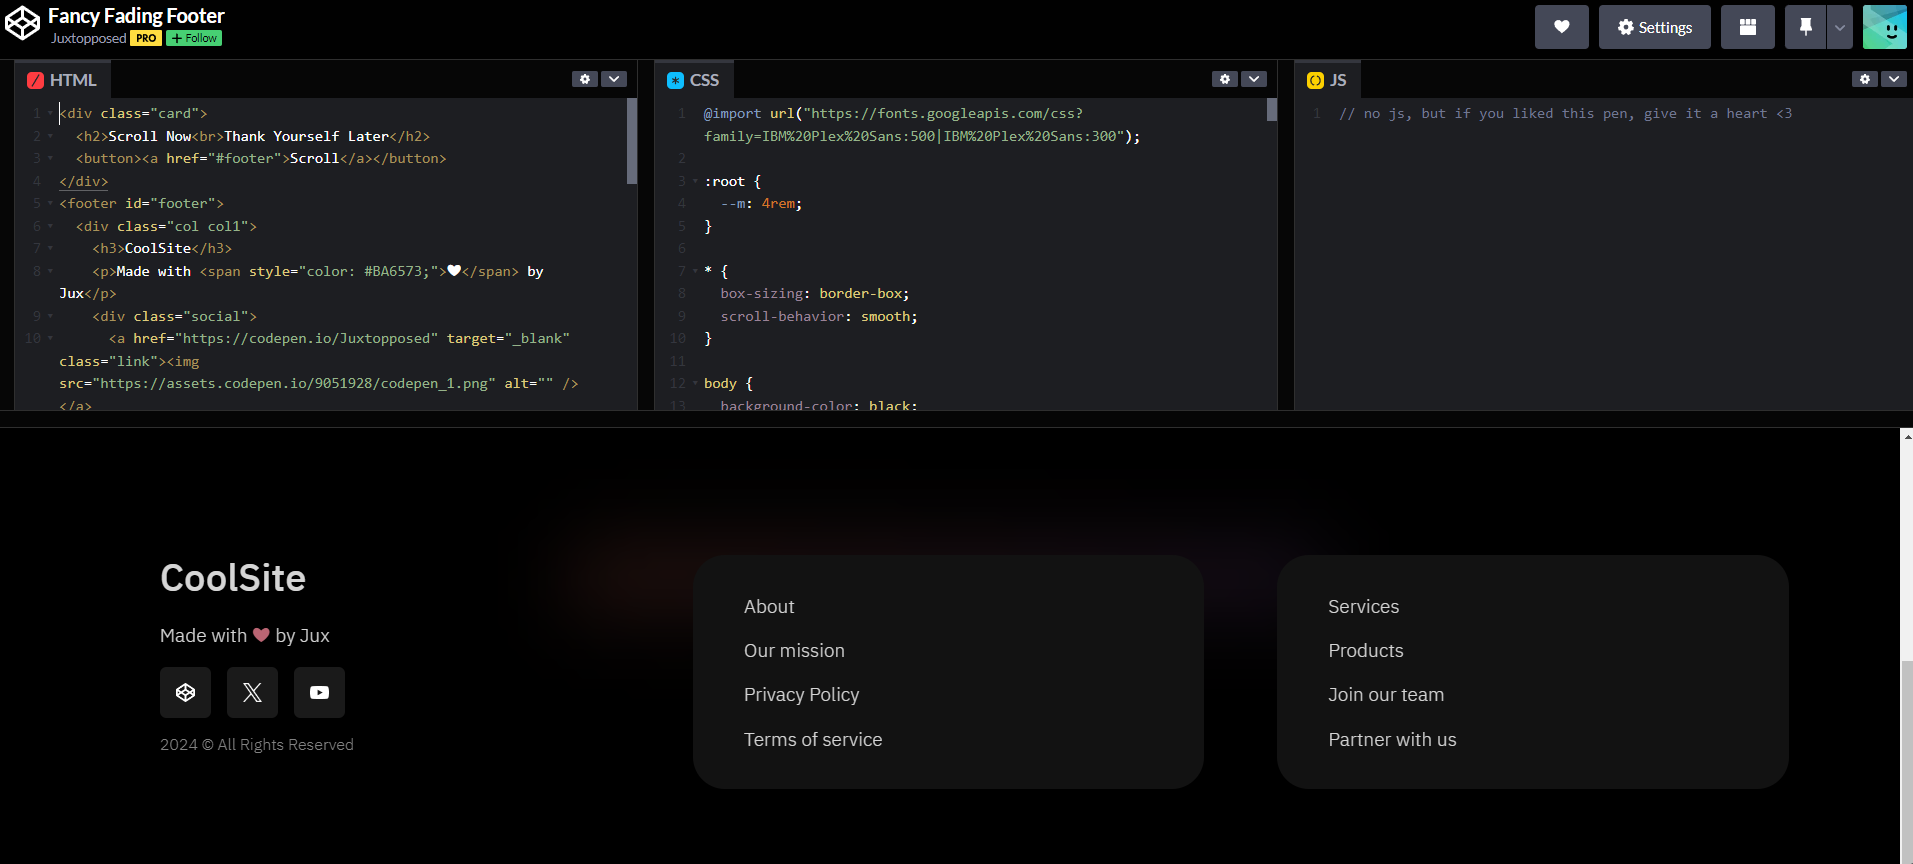 Fancy Fading Footer
Juxtopposed PRO + Follow
Settings
HTML
1 <div class="card">
2 <h2>Scroll Now<br>Thank Yourself Later</h2>
3 <button><a href="#footer">Scroll</a></button>
4 </div>
5 <footer id="footer">
6 <div class="col col1">
7 <h3>CoolSite</h3>
8 <p>Made with <span style="color: #BA6573;">❤</span> by
Jux</p>
9 <div class="social">
10 <a href="https://codepen.io/Juxtopposed" target="_blank"
class="link"><img
src="https://assets.codepen.io/9051928/codepen_1.png" alt="" />
</a>
CSS
1 @import url("https://fonts.googleapis.com/css?
family=IBM%20Plex%20Sans:500|IBM%20Plex%20Sans:300");
2
3 :root {
4 --m: 4rem;
5 }
6
7 * {
8 box-sizing: border-box;
9 scroll-behavior: smooth;
10 }
11
12 body {
13 background-color: black;
JS
1 // no js, but if you liked this pen, give it a heart <3
CoolSite
Made with ❤ by Jux
2024 © All Rights Reserved
About
Our mission
Privacy Policy
Terms of service
Services
Products
Join our team
Partner with us